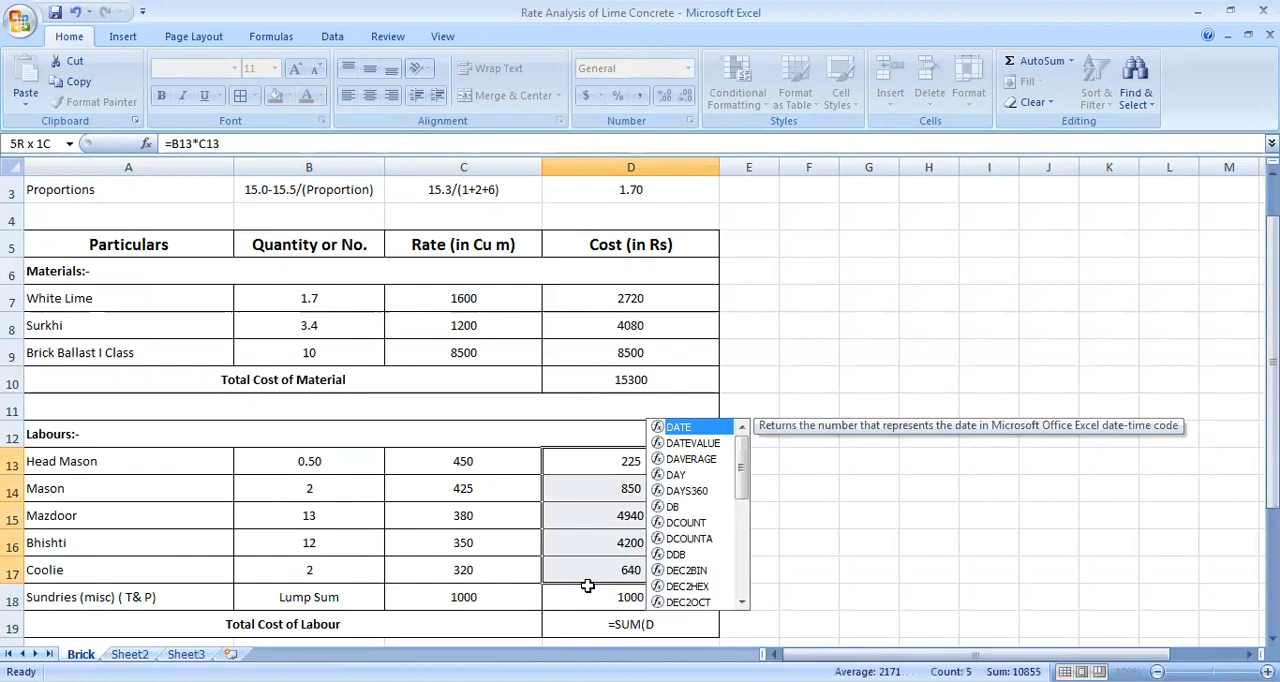 Rate Analysis of Lime Concrete - Microsoft Excel
Home Insert Page Layout Formulas Data Review View
Paste
Cut
Copy
Format Painter
Clipboard
11 A A
B I U A
Font
Wrap Text
Merge & Center
Alignment
General
$ % ,
Number
Conditional Formatting
Format as Table
Cell Styles
Styles
Insert Delete Format
Cells
Σ AutoSum
Fill
Clear
Sort & Filter
Find & Select
Editing
5R x 1C fx =B13*C13
A B C D E F G H I J K L M
3 Proportions 15.0-15.5/(Proportion) 15.3/(1+2+6) 1.70
4
5 Particulars Quantity or No. Rate (in Cu m) Cost (in Rs)
6 Materials:-
7 White Lime 1.7 1600 2720
8 Surkhi 3.4 1200 4080
9 Brick Ballast I Class 10 8500 8500
10 Total Cost of Material 15300
11
12 Labours:-
13 Head Mason 0.50 450 225
14 Mason 2 425 850
15 Mazdoor 13 380 4940
16 Bhishti 12 350 4200
17 Coolie 2 320 640
18 Sundries (misc) ( T& P) Lump Sum 1000 1000
19 Total Cost of Labour =SUM(D
DATE
DATEVALUE
DAVERAGE
DAY
DAYS360
DB
DCOUNT
DCOUNTA
DDB
DEC2BIN
DEC2HEX
DEC2OCT
Returns the number that represents the date in Microsoft Office Excel date-time code
Brick Sheet2 Sheet3
Ready Average: 2171 Count: 5 Sum: 10855 100%